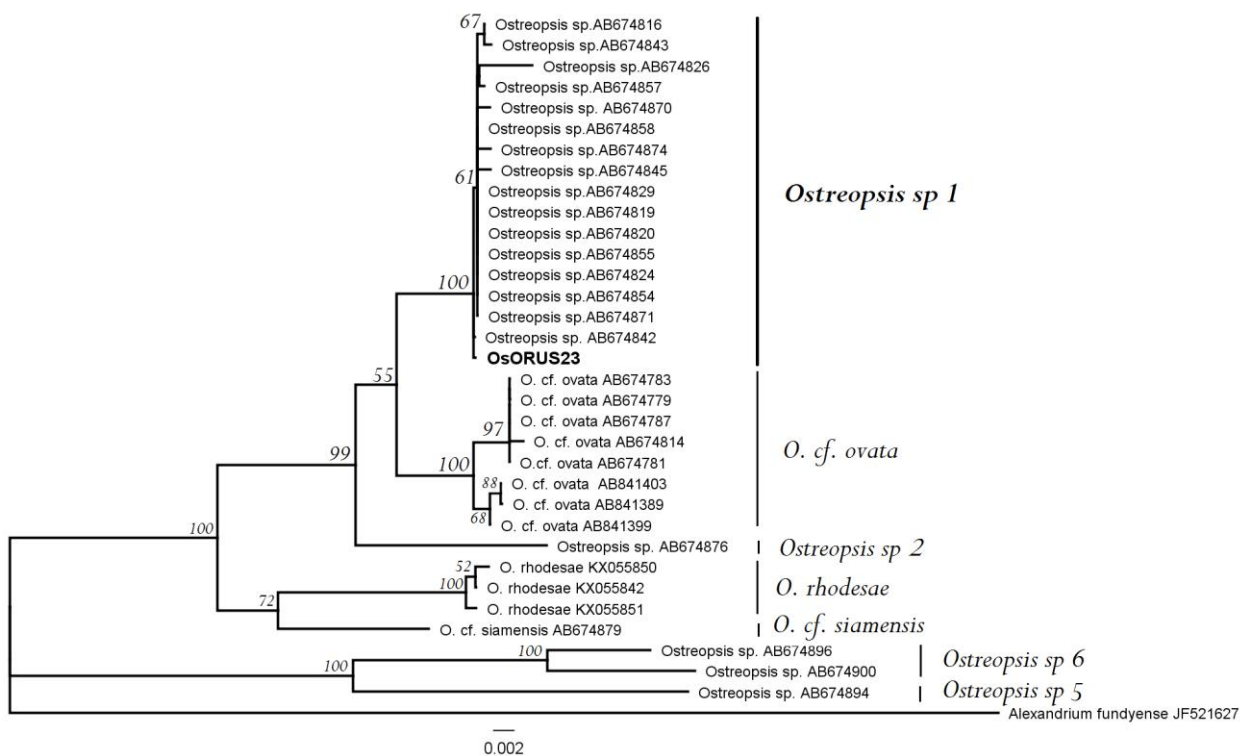 67
Ostreopsis sp.AB674816
Ostreopsis sp.AB674843
Ostreopsis sp.AB674826
Ostreopsis sp.AB674857
Ostreopsis sp. AB674870
Ostreopsis sp.AB674858
Ostreopsis sp.AB674874
Ostreopsis sp.AB674845
61
Ostreopsis sp.AB674829
Ostreopsis sp 1
Ostreopsis sp.AB674819
Ostreopsis sp.AB674820
Ostreopsis sp.AB674855
Ostreopsis sp.AB674824
100
Ostreopsis sp.AB674854
Ostreopsis sp.AB674871
Ostreopsis sp. AB674842
OsORUS23
55
O. cf. ovata AB674783
O. cf. ovata AB674779
O. cf. ovata AB674787
97
O. cf. ovata AB674814
O. cf. ovata
O.cf. ovata AB674781
99
100
O. cf. ovata AB841403
88
O. cf. ovata AB841389
68
O. cf. ovata AB841399
100
Ostreopsis sp. AB674876
Ostreopsis sp 2
52
O. rhodesae KX055850
100
O. rhodesae KX055842
O. rhodesae
O. rhodesae KX055851
72
O. cf. siamensis AB674879
O. cf. siamensis
100
Ostreopsis sp. AB674896
Ostreopsis sp 6
100
Ostreopsis sp. AB674900
Ostreopsis sp. AB674894
Ostreopsis sp 5
Alexandrium fundyense JF521627
0.002